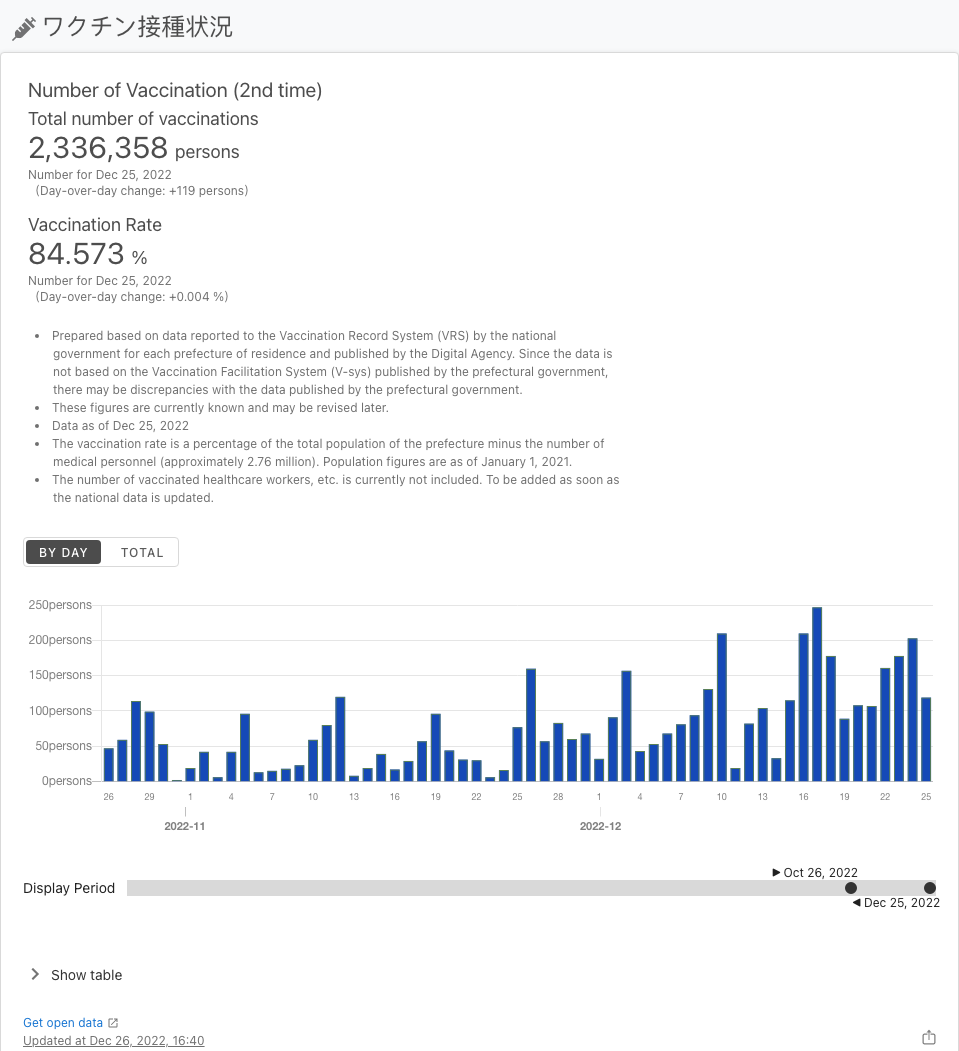 ワクチン接種状況
Number of Vaccination (2nd time)
Total number of vaccinations
2,336,358 persons
Number for Dec 25, 2022
(Day-over-day change: +119 persons)
Vaccination Rate
84.573 %
Number for Dec 25, 2022
(Day-over-day change: +0.004 %)
• Prepared based on data reported to the Vaccination Record System (VRS) by the national
government for each prefecture of residence and published by the Digital Agency. Since the data is
not based on the Vaccination Facilitation System (V-sys) published by the prefectural government,
there may be discrepancies with the data published by the prefectural government.
• These figures are currently known and may be revised later.
• Data as of Dec 25, 2022
• The vaccination rate is a percentage of the total population of the prefecture minus the number of
medical personnel (approximately 2.76 million). Population figures are as of January 1, 2021.
• The number of vaccinated healthcare workers, etc. is currently not included. To be added as soon as
the national data is updated.
BY DAY TOTAL
250persons
200persons
150persons
100persons
50persons
0persons
26 29 1 4 7 10 13 16 19 22 25 28 1 4 7 10 13 16 19 22 25
2022-11 2022-12
Oct 26, 2022
Display Period
Dec 25, 2022
Show table
Get open data
Updated at Dec 26, 2022, 16:40